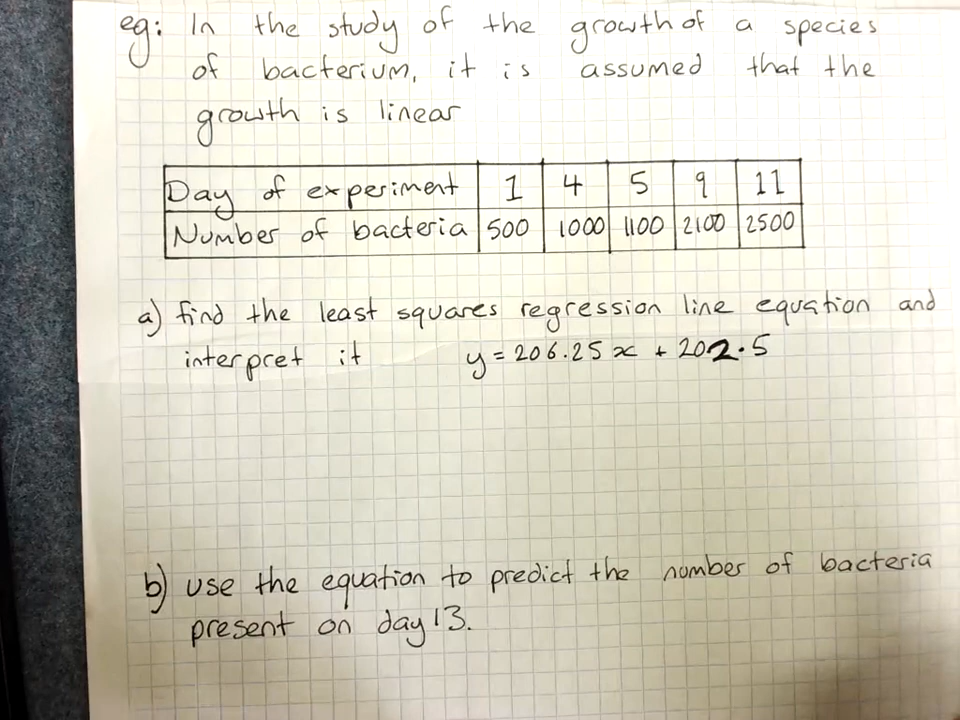 eg: In the study of the growth of a species
of bacterium, it is assumed that the
growth is linear
Day of experiment 1 4 5 9 11
Number of bacteria 500 1000 1100 2100 2500
a) find the least squares regression line equation and
interpret it y = 206.25x + 202.5
b) use the equation to predict the number of bacteria
present on day 13.